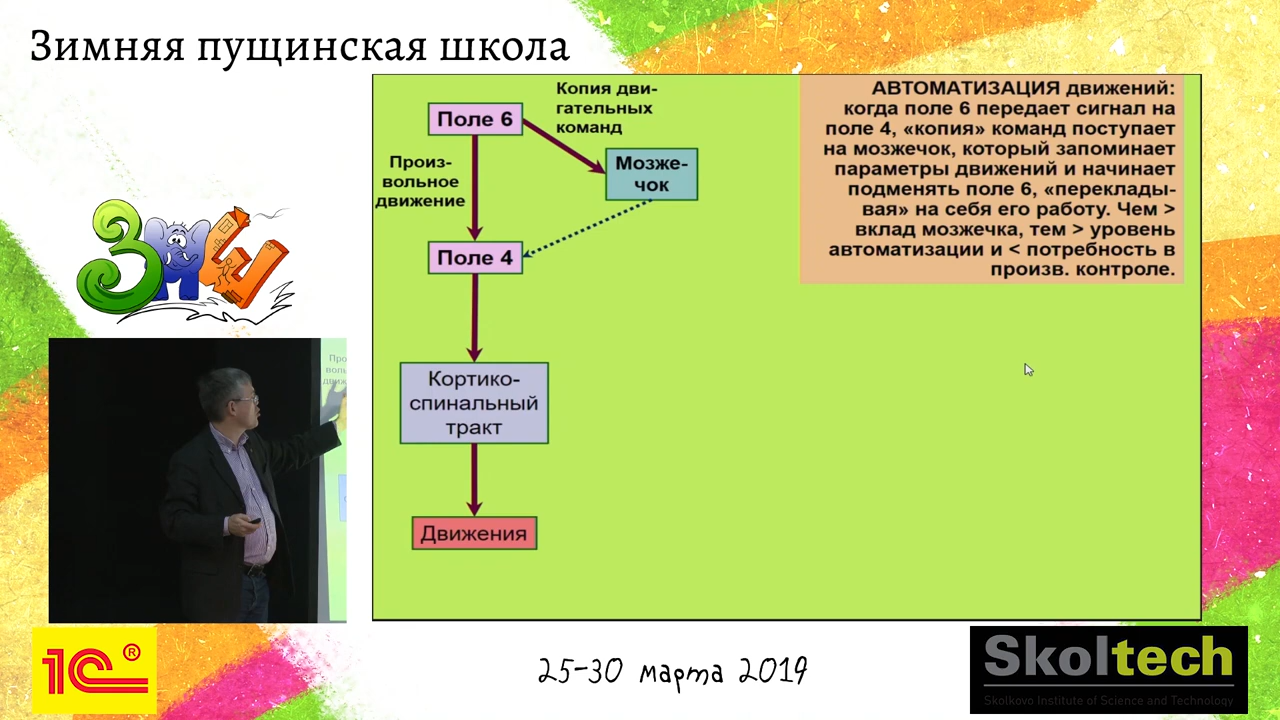 Зимняя пущинская школа
Копия дви-
гательных
команд
Поле 6
Произ-
вольное
движение
Мозже-
чок
Поле 4
Кортико-
спинальный
тракт
Движения
АВТОМАТИЗАЦИЯ движений:
когда поле 6 передает сигнал на
поле 4, «копия» команд поступает
на мозжечок, который запоминает
параметры движений и начинает
подменять поле 6, «переклады-
вая» на себя его работу. Чем >
вклад мозжечка, тем > уровень
автоматизации и < потребность в
произв. контроле.
ЗПШ
1С®
25-30 марта 2019
Skoltech
Skolkovo Institute of Science and Technology